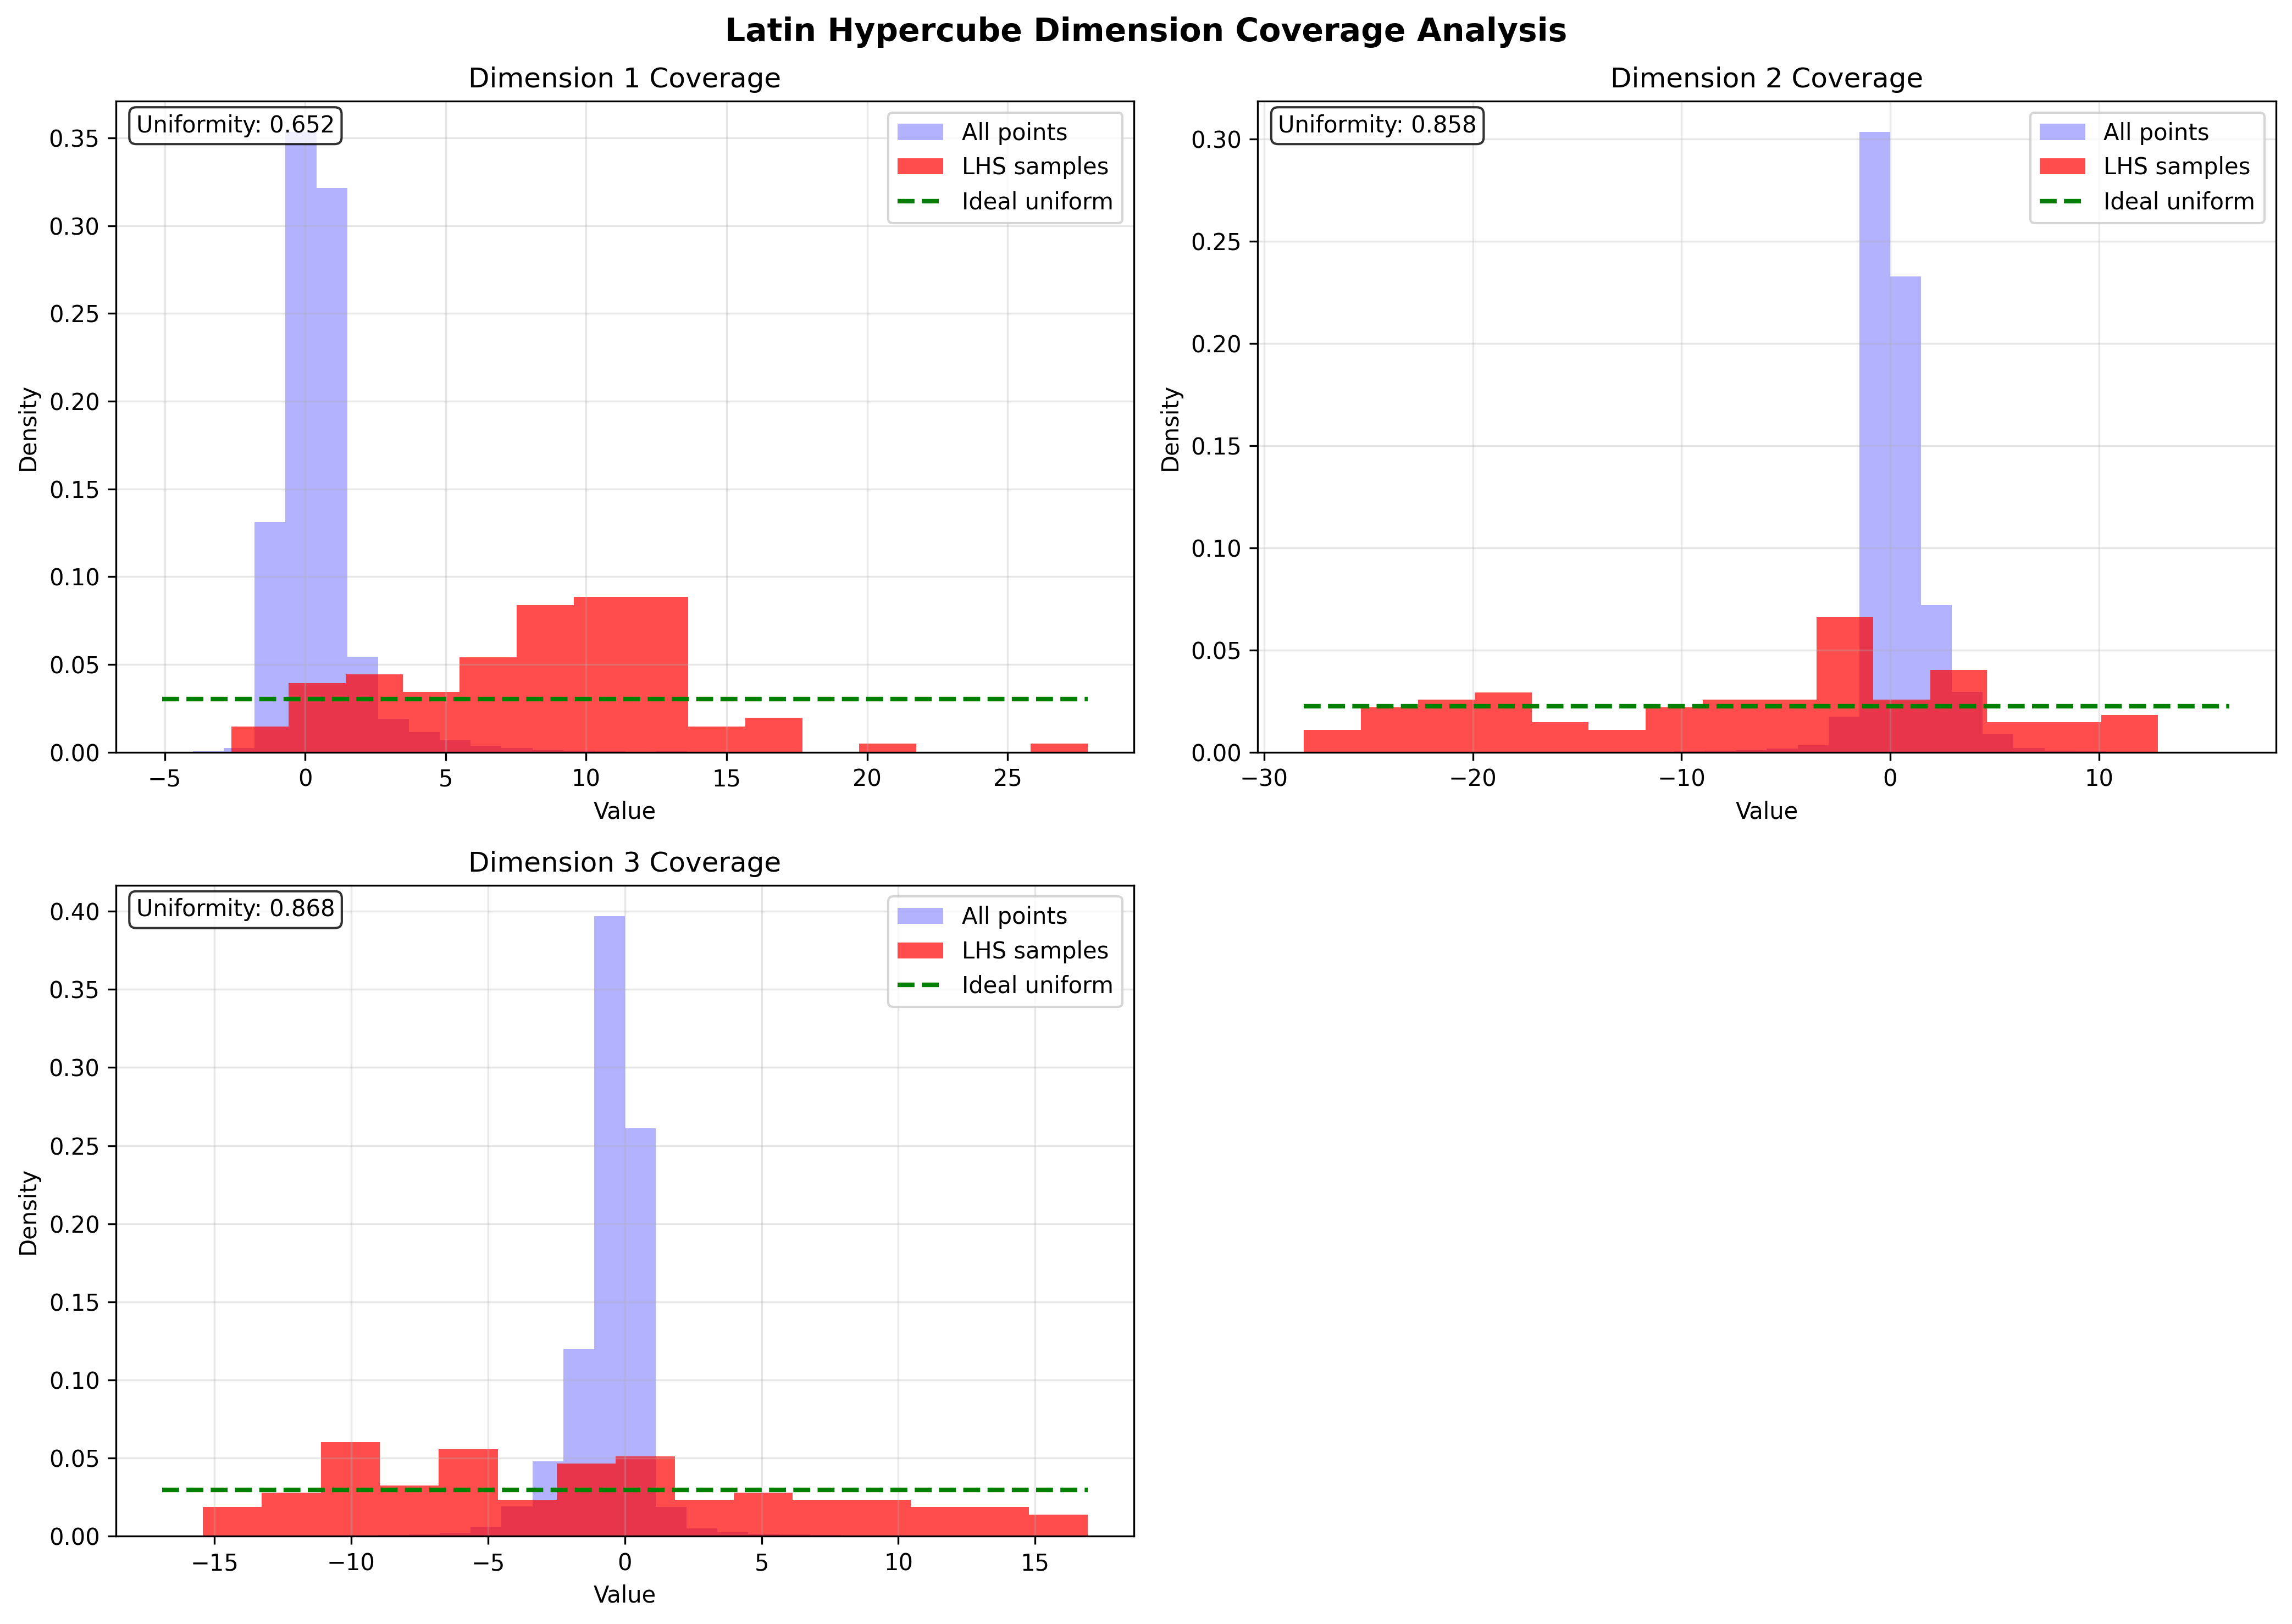 Latin Hypercube Dimension Coverage Analysis
Dimension 1 Coverage
Uniformity: 0.652
All points
LHS samples
Ideal uniform
0.35
0.30
0.25
0.20
0.15
0.10
0.05
0.00
Density
−5 0 5 10 15 20 25
Value
Dimension 2 Coverage
Uniformity: 0.858
All points
LHS samples
Ideal uniform
0.30
0.25
0.20
0.15
0.10
0.05
0.00
Density
−30 −20 −10 0 10
Value
Dimension 3 Coverage
Uniformity: 0.868
All points
LHS samples
Ideal uniform
0.40
0.35
0.30
0.25
0.20
0.15
0.10
0.05
0.00
Density
−15 −10 −5 0 5 10 15
Value